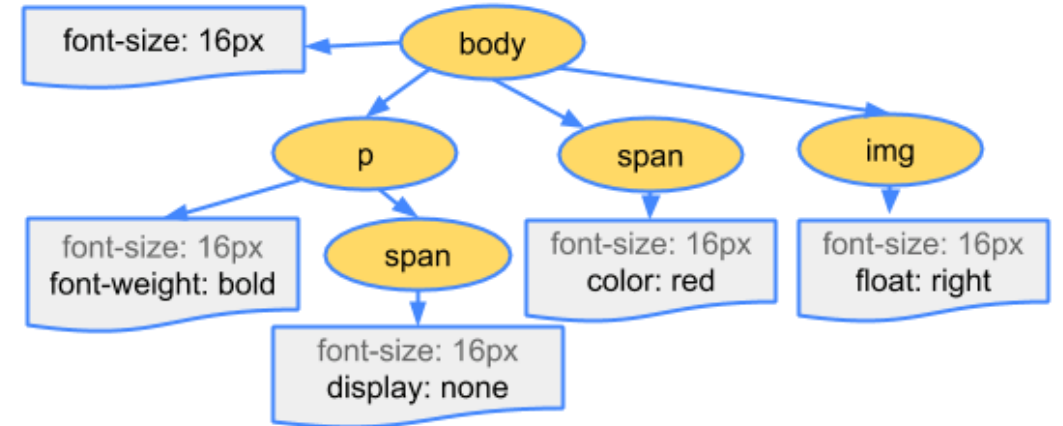 font-size: 16px
body
p
span
img
font-size: 16px
font-weight: bold
span
font-size: 16px
color: red
font-size: 16px
float: right
font-size: 16px
display: none